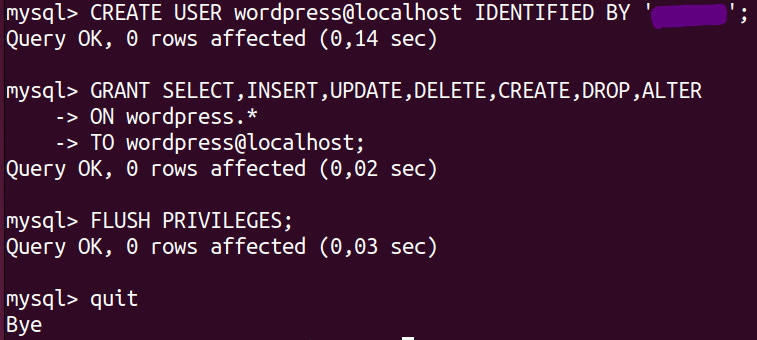 mysql> CREATE USER wordpress@localhost IDENTIFIED BY '';
Query OK, 0 rows affected (0,14 sec)
mysql> GRANT SELECT,INSERT,UPDATE,DELETE,CREATE,DROP,ALTER
-> ON wordpress.*
-> TO wordpress@localhost;
Query OK, 0 rows affected (0,02 sec)
mysql> FLUSH PRIVILEGES;
Query OK, 0 rows affected (0,03 sec)
mysql> quit
Bye